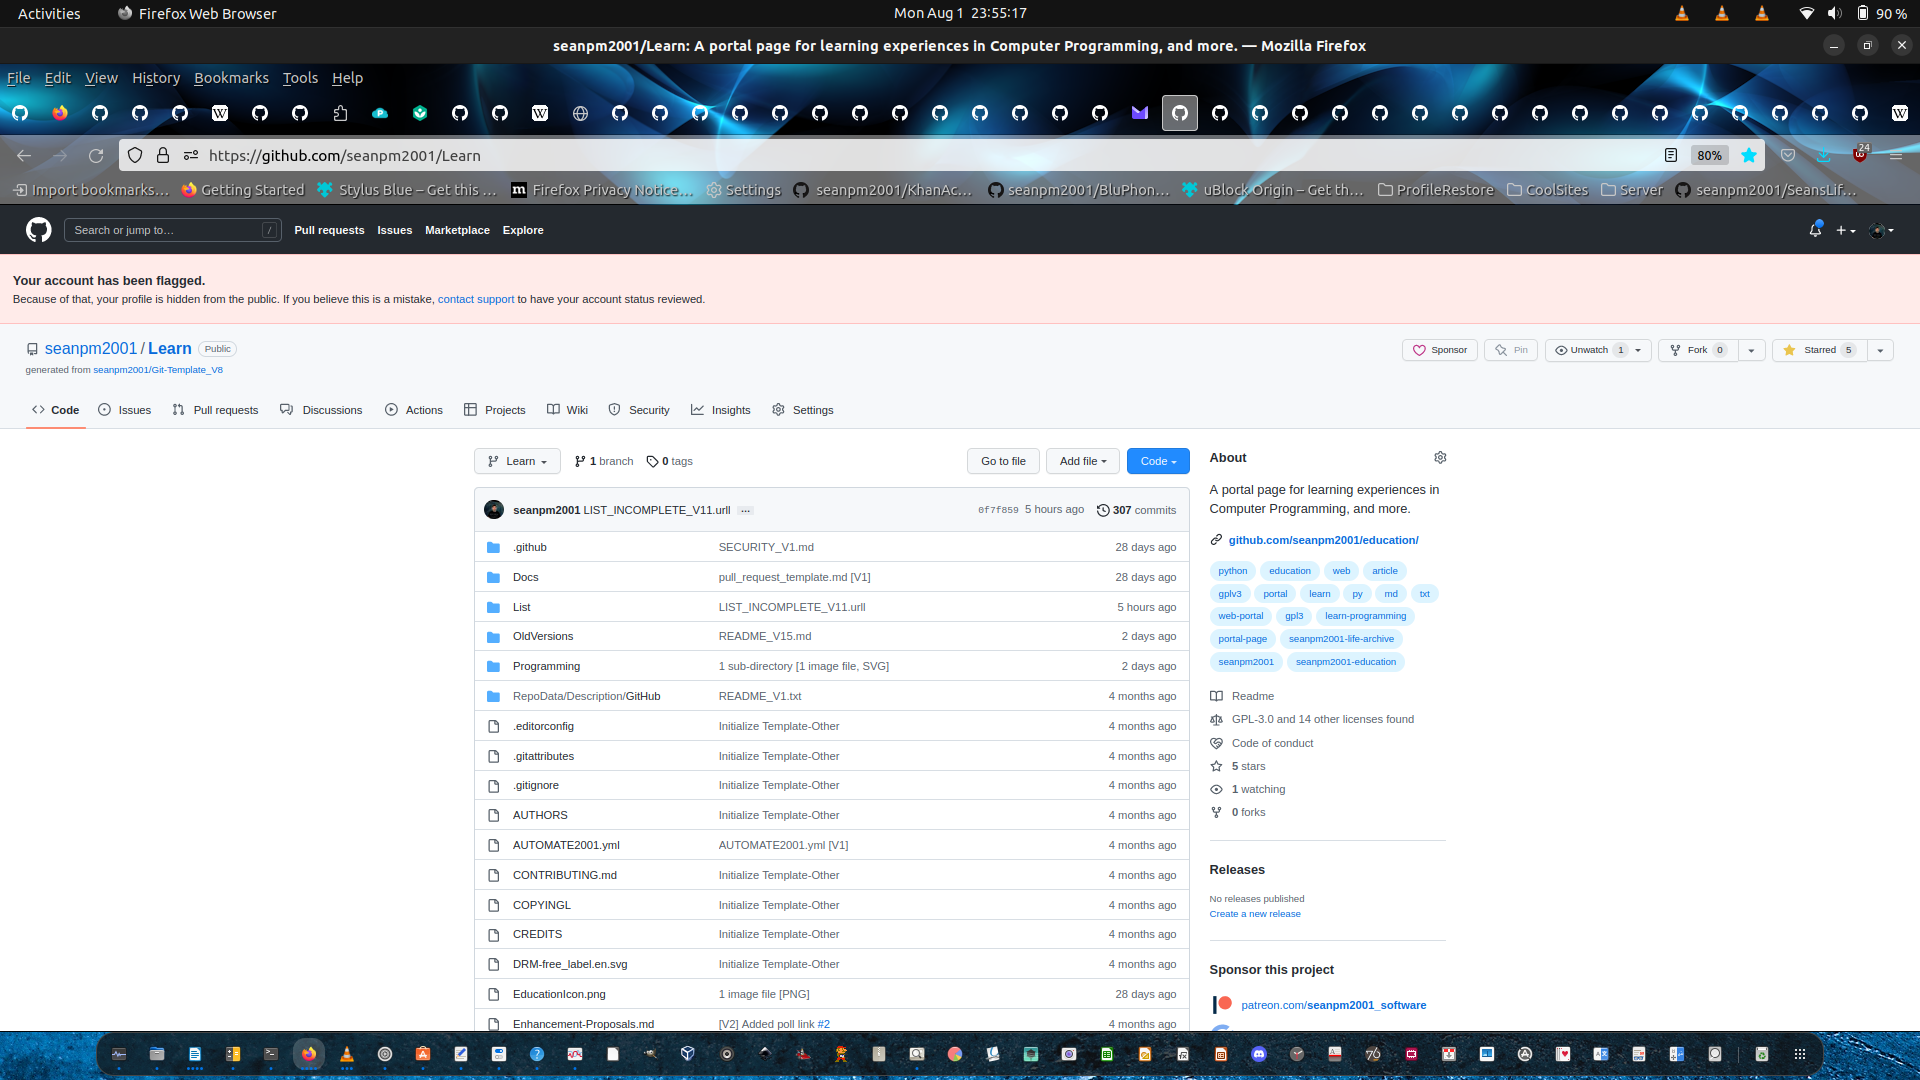 Activities Firefox Web Browser Mon Aug 1 23:55:17 90 %
seanpm2001/Learn: A portal page for learning experiences in Computer Programming, and more. — Mozilla Firefox
File Edit View History Bookmarks Tools Help
https://github.com/seanpm2001/Learn 80% 24
Import bookmarks… Getting Started Stylus Blue – Get this … Firefox Privacy Notice… Settings seanpm2001/KhanAc… seanpm2001/BluPhon… uBlock Origin – Get th… ProfileRestore CoolSites Server seanpm2001/SeansLif…
Search or jump to… / Pull requests Issues Marketplace Explore
Your account has been flagged.
Because of that, your profile is hidden from the public. If you believe this is a mistake, contact support to have your account status reviewed.
seanpm2001 / Learn Public Sponsor Pin Unwatch 1 Fork 0 Starred 5
generated from seanpm2001/Git-Template_V8
Code Issues Pull requests Discussions Actions Projects Wiki Security Insights Settings
Learn 1 branch 0 tags Go to file Add file Code
seanpm2001 LIST_INCOMPLETE_V11.urll … 0f7f859 5 hours ago 307 commits
.github SECURITY_V1.md 28 days ago
Docs pull_request_template.md [V1] 28 days ago
List LIST_INCOMPLETE_V11.urll 5 hours ago
OldVersions README_V15.md 2 days ago
Programming 1 sub-directory [1 image file, SVG] 2 days ago
RepoData/Description/GitHub README_V1.txt 4 months ago
.editorconfig Initialize Template-Other 4 months ago
.gitattributes Initialize Template-Other 4 months ago
.gitignore Initialize Template-Other 4 months ago
AUTHORS Initialize Template-Other 4 months ago
AUTOMATE2001.yml AUTOMATE2001.yml [V1] 4 months ago
CONTRIBUTING.md Initialize Template-Other 4 months ago
COPYINGL Initialize Template-Other 4 months ago
CREDITS Initialize Template-Other 4 months ago
DRM-free_label.en.svg Initialize Template-Other 4 months ago
EducationIcon.png 1 image file [PNG] 28 days ago
Enhancement-Proposals.md [V2] Added poll link #2 4 months ago
About
A portal page for learning experiences in
Computer Programming, and more.
github.com/seanpm2001/education/
python education web article
gplv3 portal learn py md txt
web-portal gpl3 learn-programming
portal-page seanpm2001-life-archive
seanpm2001 seanpm2001-education
Readme
GPL-3.0 and 14 other licenses found
Code of conduct
5 stars
1 watching
0 forks
Releases
No releases published
Create a new release
Sponsor this project
patreon.com/seanpm2001_software